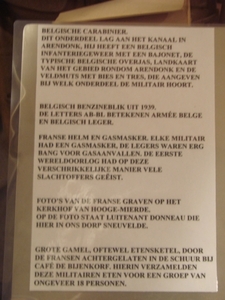 BELGISCHE CARABINIER.
DIT ONDERDEEL LAG AAN HET KANAAL IN
ARENDONK, HIJ HEEFT EEN BELGISCH
INFANTERIEGEWEER MET EEN BAJONET, DE
TYPISCHE BELGISCHE OVERJAS, LANDKAART
VAN HET GEBIED RONDOM ARENDONK EN DE
VELDMUTS MET BIES EN TRES, DIE AANGEVEN
BIJ WELK ONDERDEEL DE MILITAIR HOORT.
BELGISCH BENZINEBLIK UIT 1939.
DE LETTERS AB-BL BETEKENEN ARMÉE BELGE
EN BELGISCH LEGER.
FRANSE HELM EN GASMASKER, ELKE MILITAIR
HAD EEN GASMASKER, DE LEGERS WAREN ERG
BANG VOOR GASAANVALLEN, DE EERSTE
WERELDOORLOG HAD OP DEZE
VERSCHRIKKELIJKE MANIER VELE
SLACHTOFFERS GEËIST.
FOTO'S VAN DE FRANSE GRAVEN OP HET
KERKHOF VAN HOOGE-MIERDE.
OP DE FOTO STAAT LUITENANT DONNEAU DIE
HIER IN ONS DORP SNEUVELDE.
GROTE GAMEL, OFTEWEL ETENSKETEL, DOOR
DE FRANSEN ACHTERGELATEN IN DE SCHUUR BIJ
CAFÉ DE BIJENKORF. HIERIN VERZAMELDEN
DEZE MILITAIREN ETEN VOOR EEN GROEP VAN
ONGEVEER 18 PERSONEN.